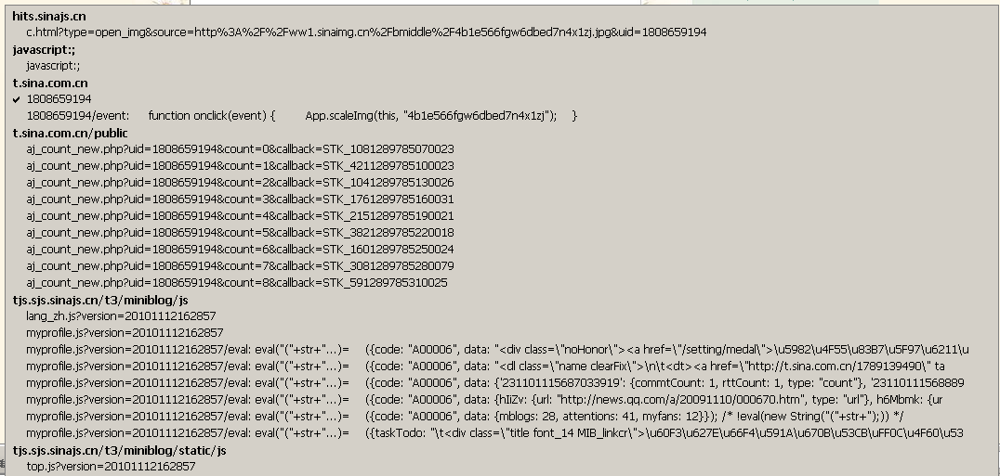 hits.sinajs.cn
c.html?type=open_img&source=http%3A%2F%2Fww1.sinaimg.cn%2Fbmiddle%2F4b1e566fgw6dbed7n4x1zj.jpg&uid=1808659194
javascript:;
javascript:;
t.sina.com.cn
✔ 1808659194
1808659194/event: function onclick(event) { App.scaleImg(this, "4b1e566fgw6dbed7n4x1zj"); }
t.sina.com.cn/public
aj_count_new.php?uid=1808659194&count=0&callback=STK_1081289785070023
aj_count_new.php?uid=1808659194&count=1&callback=STK_4211289785100023
aj_count_new.php?uid=1808659194&count=2&callback=STK_1041289785130026
aj_count_new.php?uid=1808659194&count=3&callback=STK_1761289785160031
aj_count_new.php?uid=1808659194&count=4&callback=STK_2151289785190021
aj_count_new.php?uid=1808659194&count=5&callback=STK_3821289785220018
aj_count_new.php?uid=1808659194&count=6&callback=STK_1601289785250024
aj_count_new.php?uid=1808659194&count=7&callback=STK_3081289785280079
aj_count_new.php?uid=1808659194&count=8&callback=STK_591289785310025
tjs.sjs.sinajs.cn/t3/miniblog/js
lang_zh.js?version=20101112162857
myprofile.js?version=20101112162857
myprofile.js?version=20101112162857/eval: eval("("+str+"...)= ({code: "A00006", data: "<div class=\"noHonor\"><a href=\"/setting/medal\">\u5982\u4F55\u83B7\u5F97\u6211\u
myprofile.js?version=20101112162857/eval: eval("("+str+"...)= ({code: "A00006", data: "<dl class=\"name clearFix\">\n\t<dt><a href=\"http://t.sina.com.cn/1789139490\" ta
myprofile.js?version=20101112162857/eval: eval("("+str+"...)= ({code: "A00006", data: {'231101115687033919': {commtCount: 1, rttCount: 1, type: "count"}, '23110111568889
myprofile.js?version=20101112162857/eval: eval("("+str+"...)= ({code: "A00006", data: {hIiZv: {url: "http://news.qq.com/a/20091110/000670.htm", type: "url"}, h6Mbmk: {ur
myprofile.js?version=20101112162857/eval: eval("("+str+"...)= ({code: "A00006", data: {mblogs: 28, attentions: 41, myfans: 12}}); /* !eval(new String("("+str+");)) */
myprofile.js?version=20101112162857/eval: eval("("+str+"...)= ({taskTodo: "\t<div class=\"title font_14 MIB_linkcr\">\u60F3\u627E\u66F4\u591A\u670B\u53CB\uFF0C\u4F60\u53
tjs.sjs.sinajs.cn/t3/miniblog/static/js
top.js?version=20101112162857